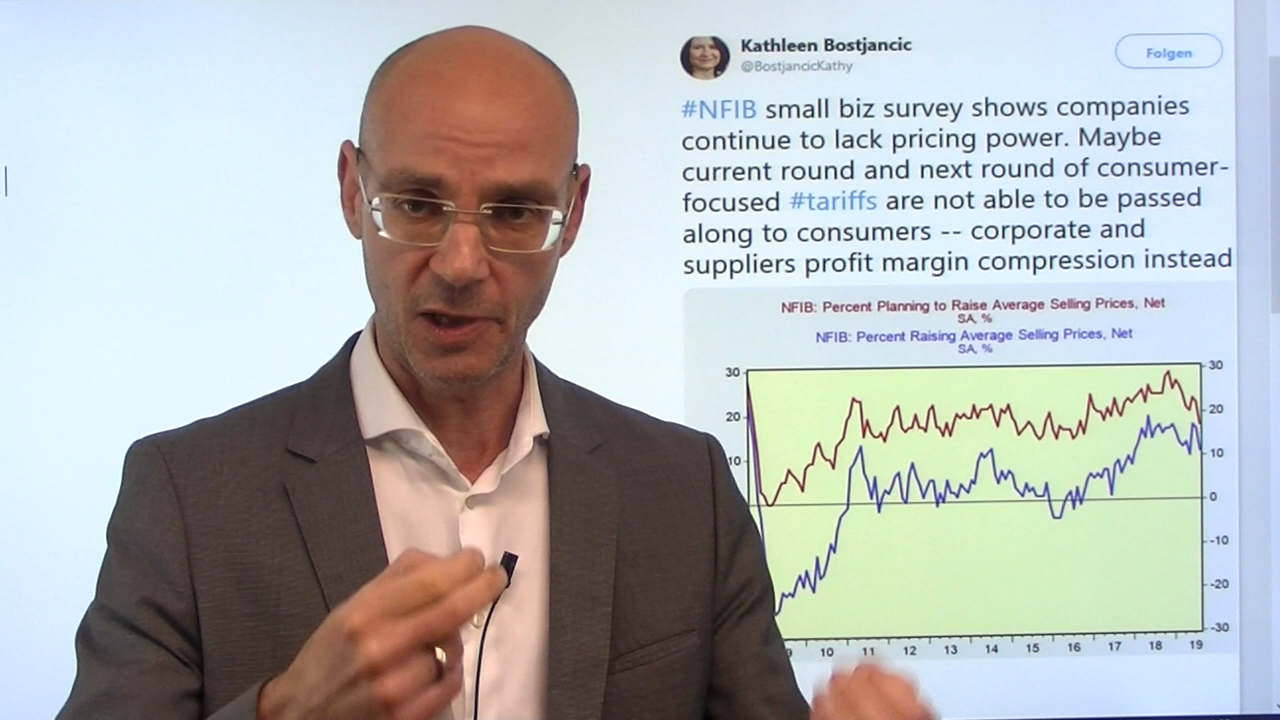 Kathleen Bostjancic
@BostjancicKathy
Folgen
#NFIB small biz survey shows companies
continue to lack pricing power. Maybe
current round and next round of consumer-
focused #tariffs are not able to be passed
along to consumers -- corporate and
suppliers profit margin compression instead
NFIB: Percent Planning to Raise Average Selling Prices, Net
SA, %
NFIB: Percent Raising Average Selling Prices, Net
SA, %
30 30
20 20
10 10
0
-10
-20
-30
9 10 11 12 13 14 15 16 17 18 19